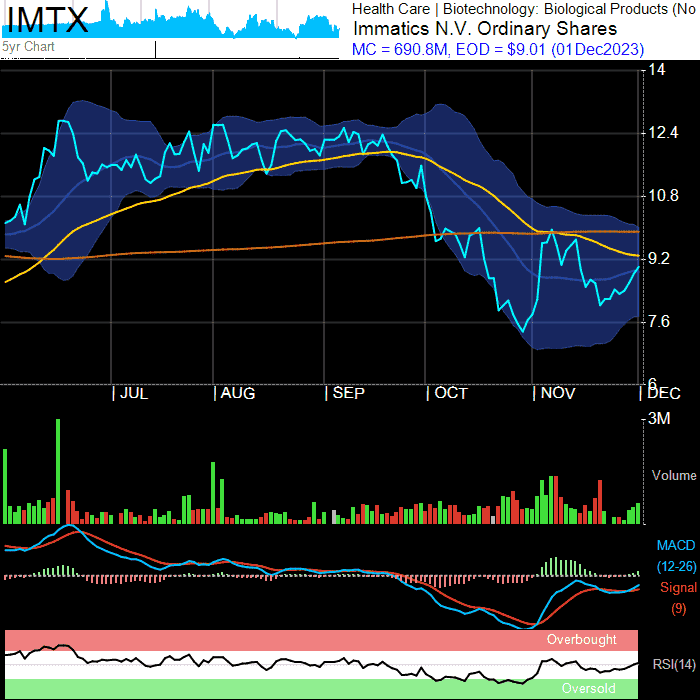 IMTX
5yr Chart
Health Care | Biotechnology: Biological Products (No
Immatics N.V. Ordinary Shares
MC = 690.8M, EOD = $9.01 (01Dec2023)
14
12.4
10.8
9.2
7.6
6
| JUL | AUG | SEP | OCT | NOV | DEC
3M
Volume
MACD
(12-26)
Signal
(9)
Overbought
RSI(14)
Oversold